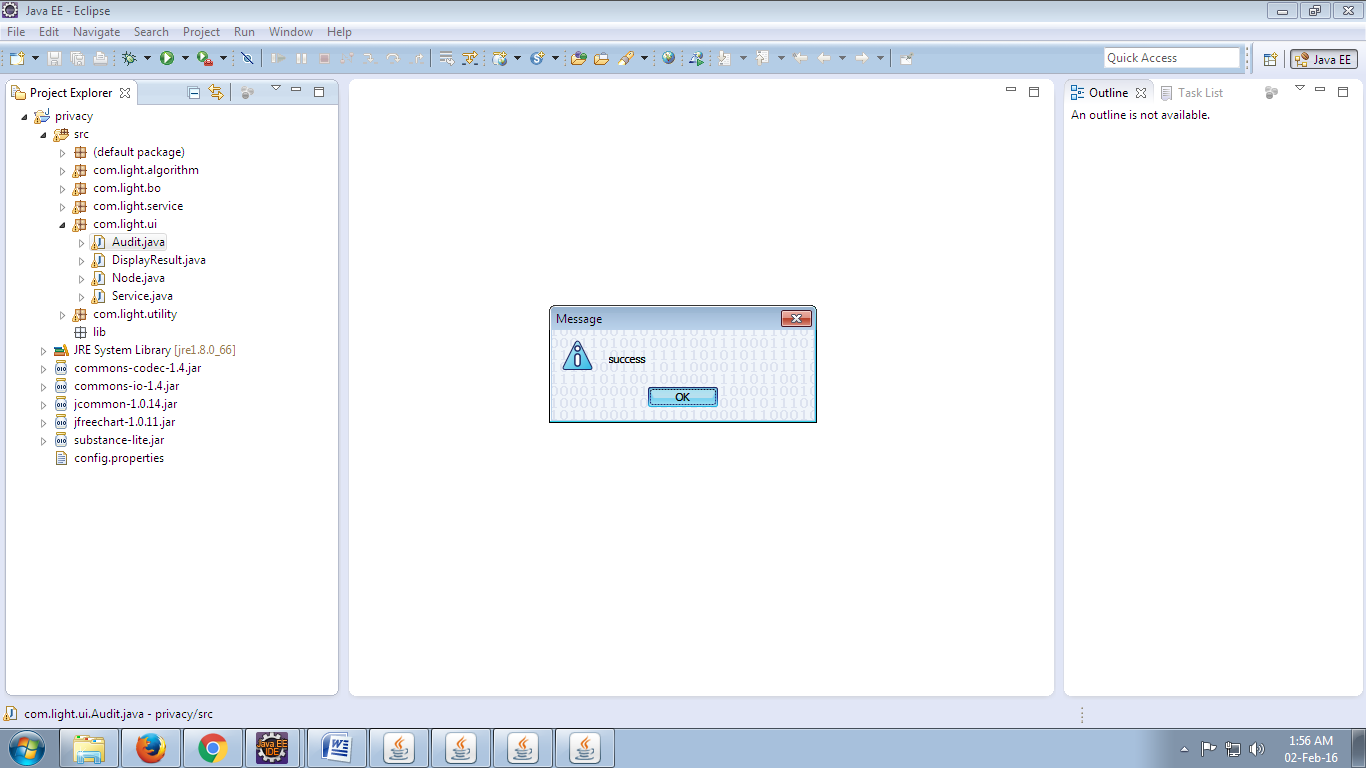 Java EE - Eclipse
File Edit Navigate Search Project Run Window Help
Quick Access
Java EE
Project Explorer
privacy
src
(default package)
com.light.algorithm
com.light.bo
com.light.service
com.light.ui
Audit.java
DisplayResult.java
Node.java
Service.java
com.light.utility
lib
JRE System Library [jre1.8.0_66]
commons-codec-1.4.jar
commons-io-1.4.jar
jcommon-1.0.14.jar
jfreechart-1.0.11.jar
substance-lite.jar
config.properties
Message
success
OK
Outline Task List
An outline is not available.
com.light.ui.Audit.java - privacy/src
Java EE
IDE
1:56 AM
02-Feb-16